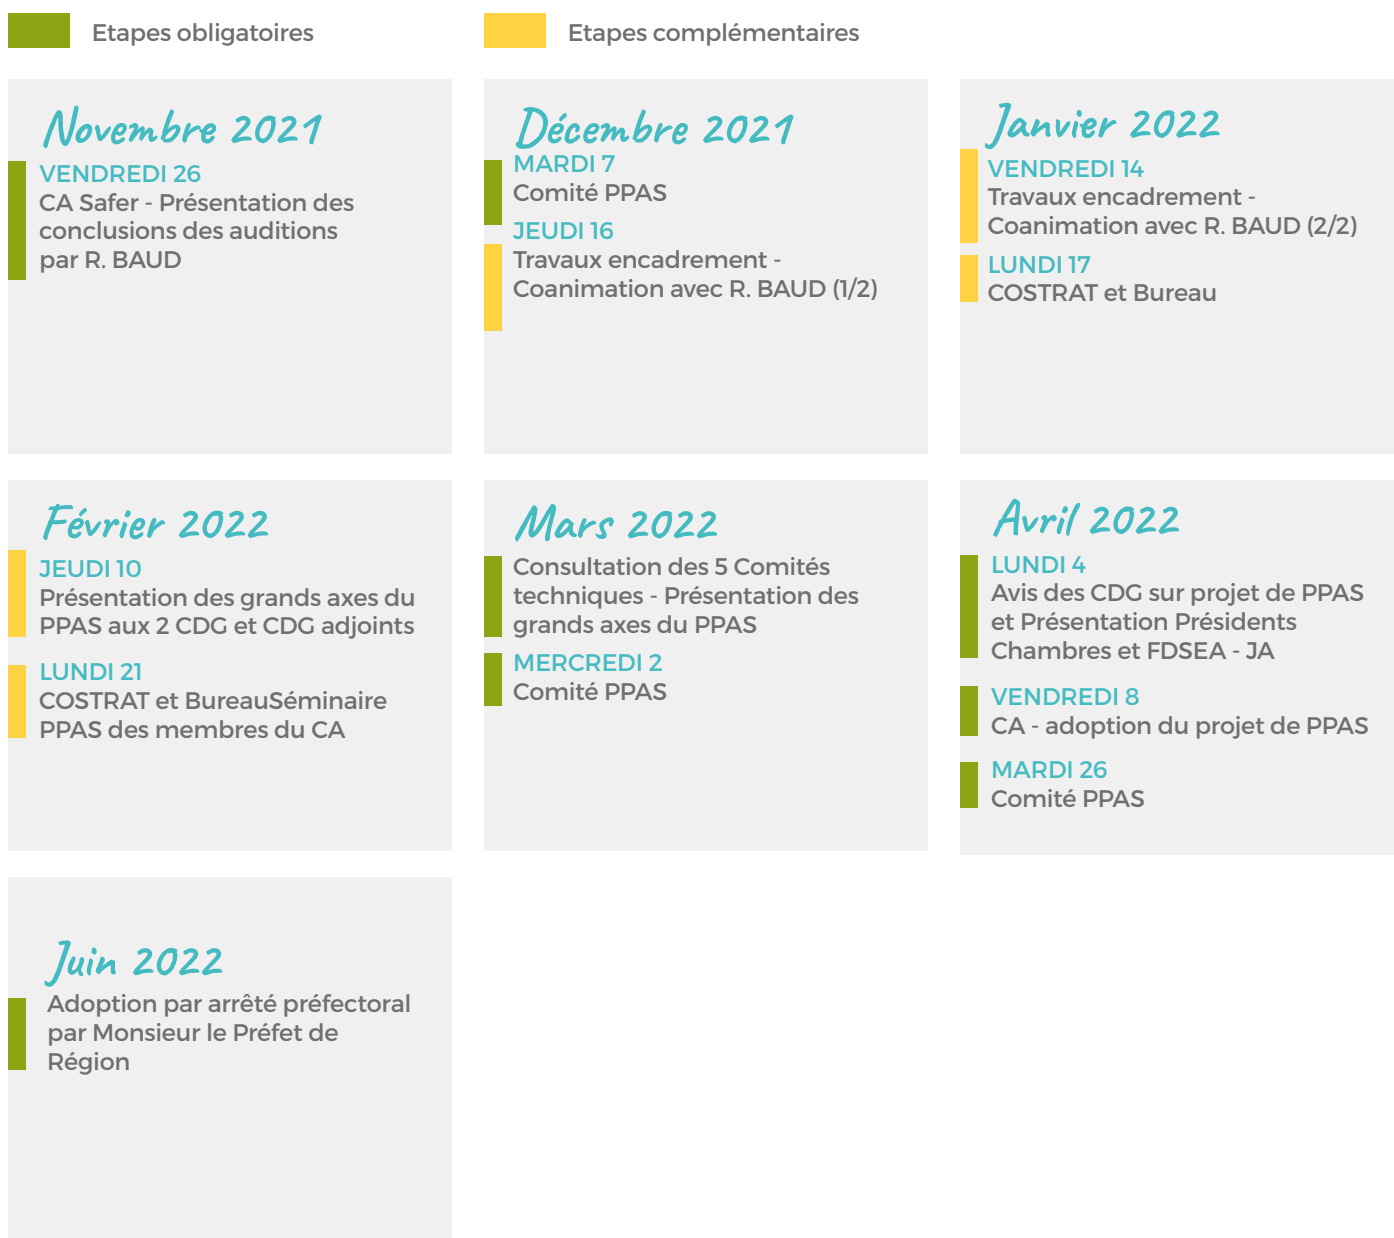 Etapes obligatoires
Etapes complémentaires
Novembre 2021
VENDREDI 26
CA Safer - Présentation des
conclusions des auditions
par R. BAUD
Décembre 2021
MARDI 7
Comité PPAS
JEUDI 16
Travaux encadrement -
Coanimation avec R. BAUD (1/2)
Janvier 2022
VENDREDI 14
Travaux encadrement -
Coanimation avec R. BAUD (2/2)
LUNDI 17
COSTRAT et Bureau
Février 2022
JEUDI 10
Présentation des grands axes du
PPAS aux 2 CDG et CDG adjoints
LUNDI 21
COSTRAT et BureauSéminaire
PPAS des membres du CA
Mars 2022
Consultation des 5 Comités
techniques - Présentation des
grands axes du PPAS
MERCREDI 2
Comité PPAS
Avril 2022
LUNDI 4
Avis des CDG sur projet de PPAS
et Présentation Présidents
Chambres et FDSEA - JA
VENDREDI 8
CA - adoption du projet de PPAS
MARDI 26
Comité PPAS
Juin 2022
Adoption par arrêté préfectoral
par Monsieur le Préfet de
Région